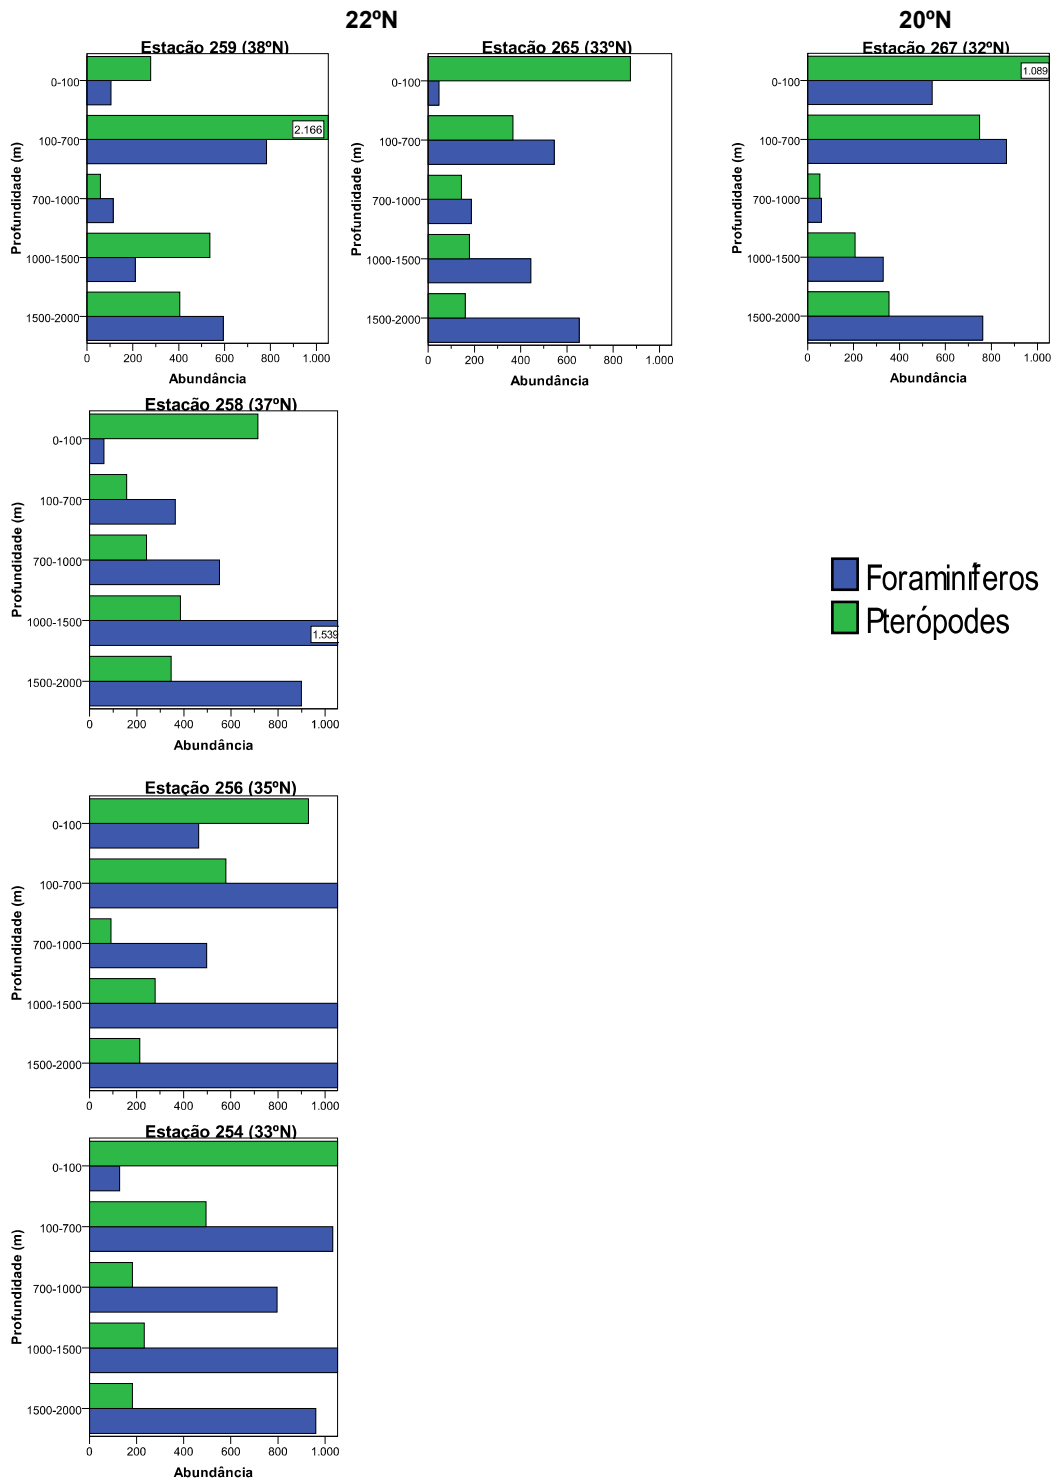 22ºN
20ºN
Estação 259 (38ºN)
Profundidade (m)
0-100
100-700
700-1000
1000-1500
1500-2000
2.166
0 200 400 600 800 1.000
Abundância
Estação 265 (33ºN)
Profundidade (m)
0-100
100-700
700-1000
1000-1500
1500-2000
0 200 400 600 800 1.000
Abundância
Estação 267 (32ºN)
Profundidade (m)
0-100
1.089
100-700
700-1000
1000-1500
1500-2000
0 200 400 600 800 1.000
Abundância
Estação 258 (37ºN)
Profundidade (m)
0-100
100-700
700-1000
1000-1500
1.539
1500-2000
0 200 400 600 800 1.000
Abundância
Foraminíferos
Pterópodes
Estação 256 (35ºN)
Profundidade (m)
0-100
100-700
700-1000
1000-1500
1500-2000
0 200 400 600 800 1.000
Estação 254 (33ºN)
Profundidade (m)
0-100
100-700
700-1000
1000-1500
1500-2000
0 200 400 600 800 1.000
Abundância